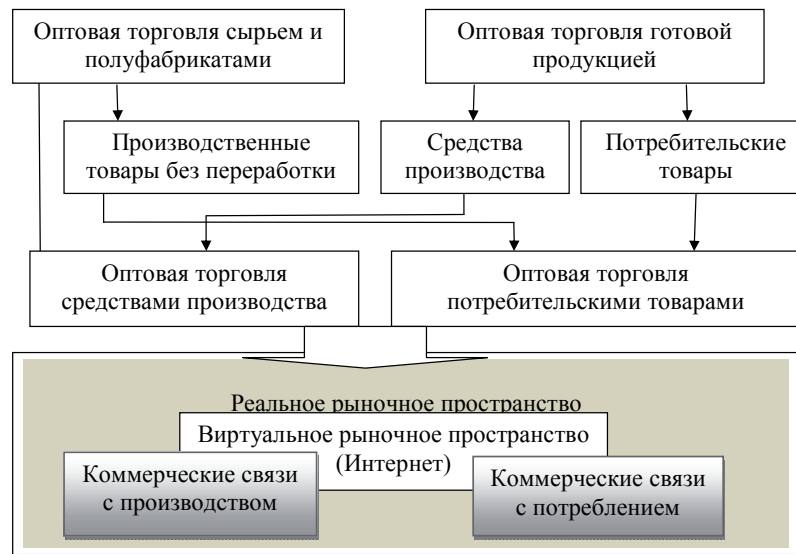 Оптовая торговля сырьем и
полуфабрикатами
Оптовая торговля готовой
продукцией
Производственные
товары без переработки
Средства
производства
Потребительские
товары
Оптовая торговля
средствами производства
Оптовая торговля
потребительскими товарами
Реальное рыночное пространство
Виртуальное рыночное пространство
(Интернет)
Коммерческие связи
с производством
Коммерческие связи
с потреблением